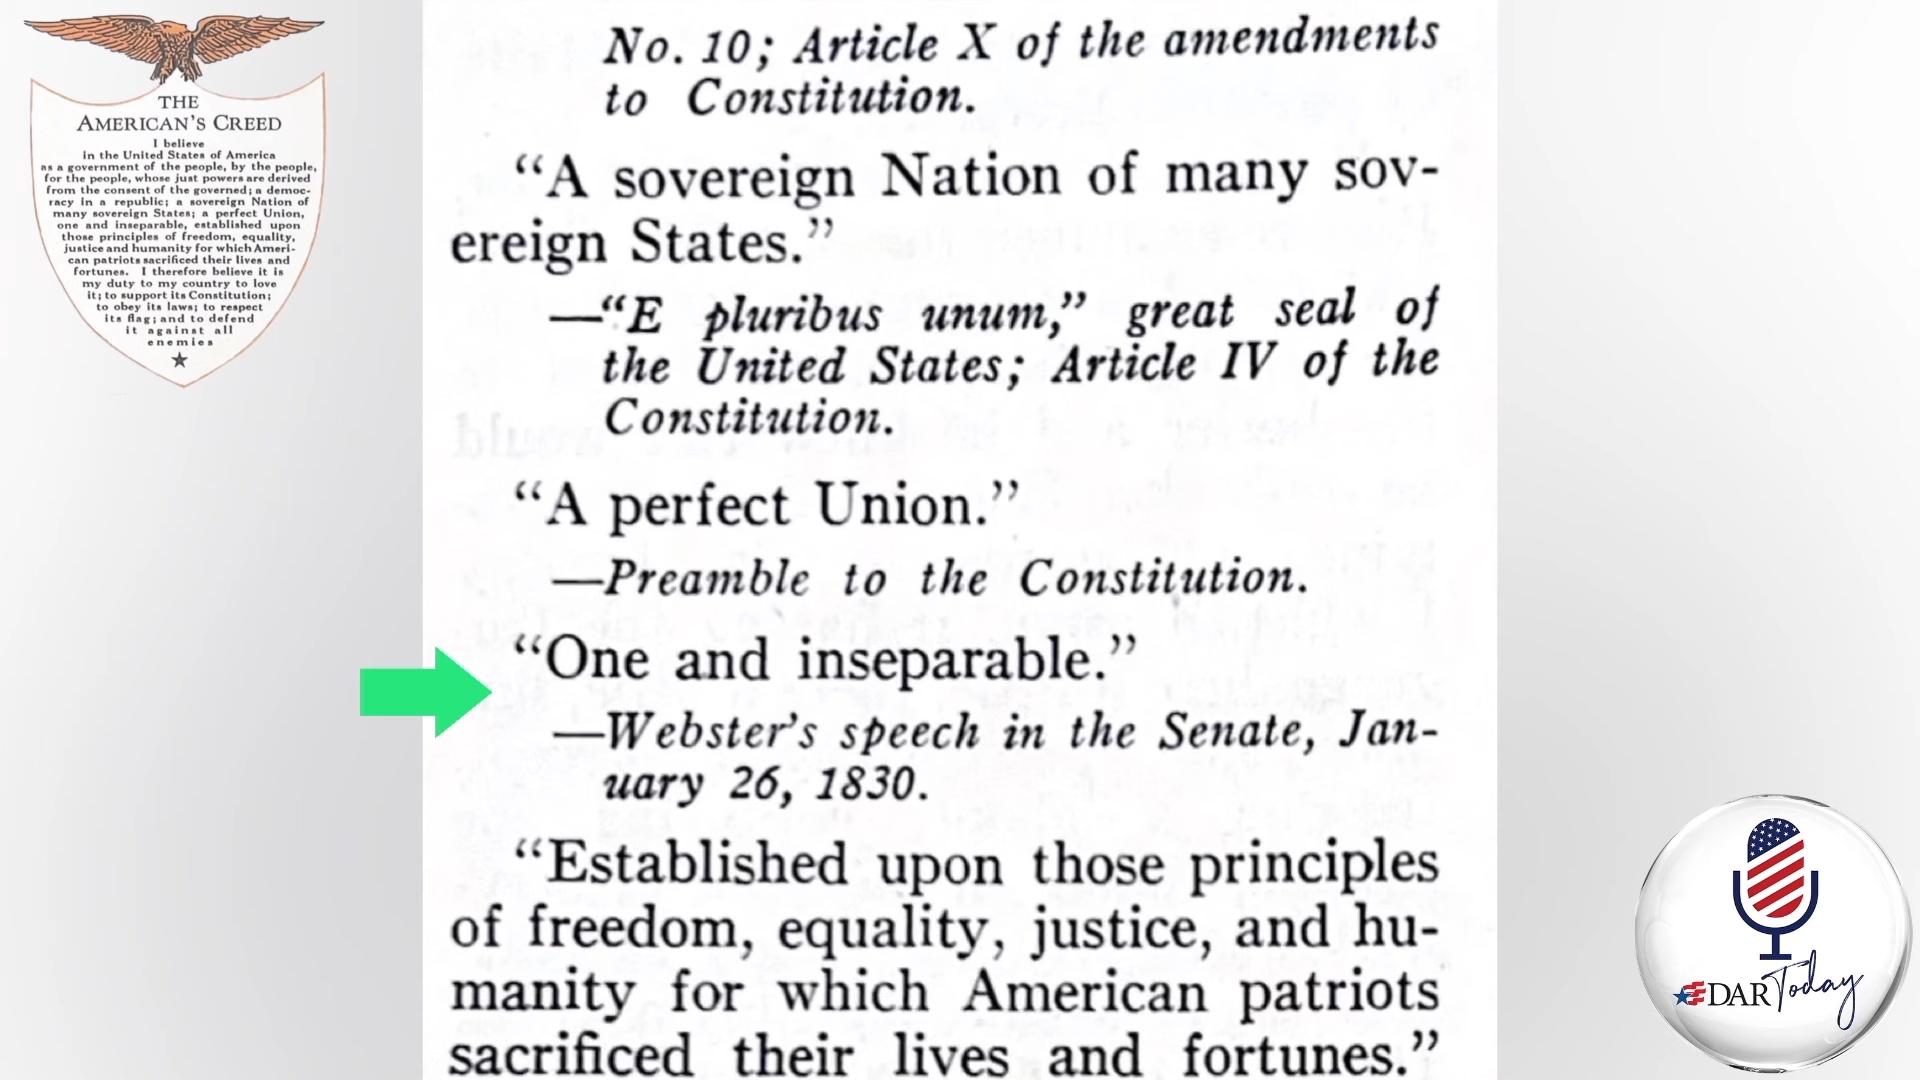 THE
AMERICAN'S CREED
I believe
in the United States of America
as a government of the people, by the people,
for the people, whose just powers are derived
from the consent of the governed; a democ-
racy in a republic; a sovereign Nation of
many sovereign States; a perfect Union,
one and inseparable, established upon
those principles of freedom, equality,
justice and humanity for which Ameri-
can patriots sacrificed their lives and
fortunes. I therefore believe it is
my duty to my country to love
it; to support its Constitution;
to obey its laws; to respect
its flag; and to defend
it against all
enemies
No. 10; Article X of the amendments
to Constitution.
“A sovereign Nation of many sov-
ereign States.”
—“E pluribus unum,” great seal of
the United States; Article IV of the
Constitution.
“A perfect Union.”
—Preamble to the Constitution.
“One and inseparable.”
—Webster's speech in the Senate, Jan-
uary 26, 1830.
“Established upon those principles
of freedom, equality, justice, and hu-
manity for which American patriots
sacrificed their lives and fortunes.”
DAR Today